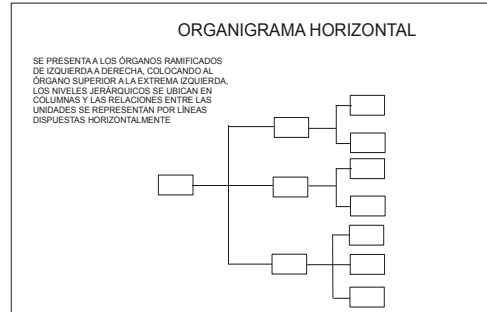 ORGANIGRAMA HORIZONTAL
SE PRESENTA A LOS ÓRGANOS RAMIFICADOS
DE IZQUIERDA A DERECHA, COLOCANDO AL
ÓRGANO SUPERIOR A LA EXTREMA IZQUIERDA,
LOS NIVELES JERÁRQUICOS SE UBICAN EN
COLUMNAS Y LAS RELACIONES ENTRE LAS
UNIDADES SE REPRESENTAN POR LÍNEAS
DISPUESTAS HORIZONTALMENTE